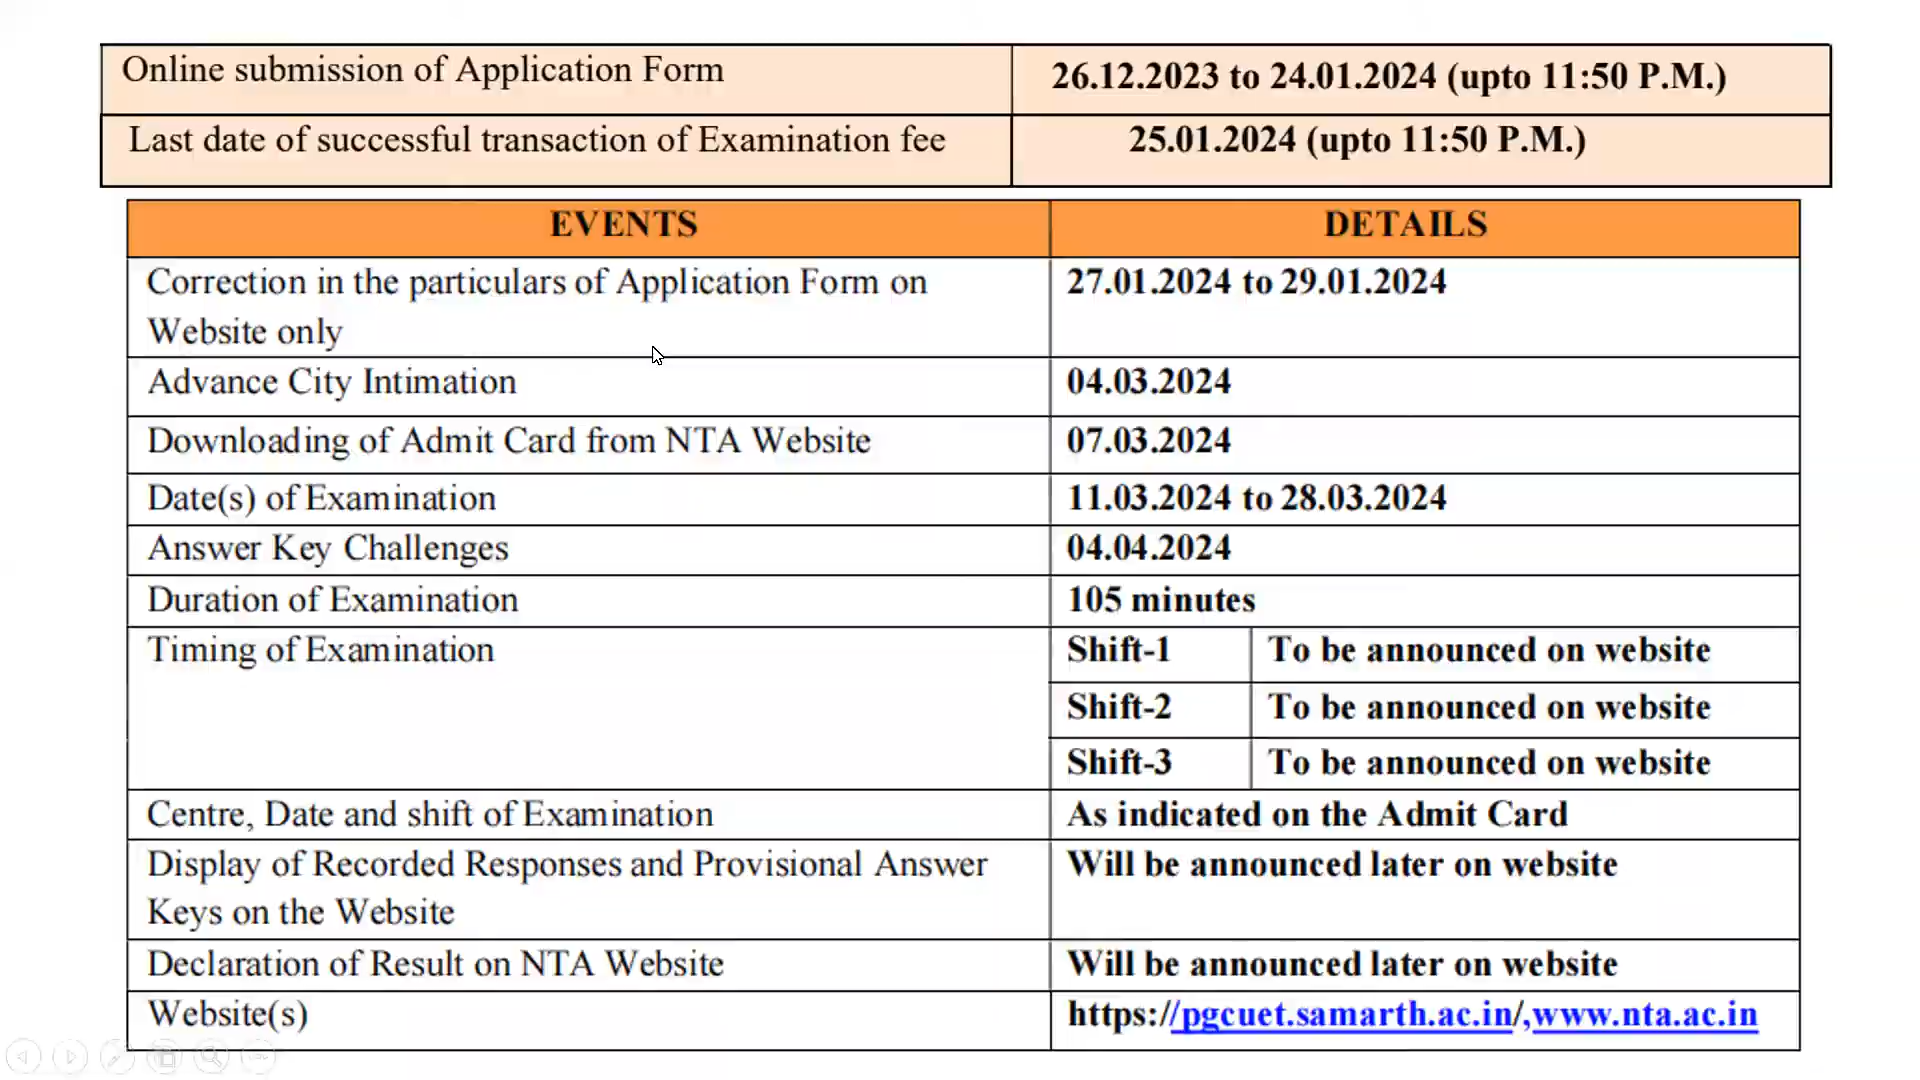 Online submission of Application Form 26.12.2023 to 24.01.2024 (upto 11:50 P.M.)
Last date of successful transaction of Examination fee 25.01.2024 (upto 11:50 P.M.)
EVENTS DETAILS
Correction in the particulars of Application Form on 27.01.2024 to 29.01.2024
Website only
Advance City Intimation 04.03.2024
Downloading of Admit Card from NTA Website 07.03.2024
Date(s) of Examination 11.03.2024 to 28.03.2024
Answer Key Challenges 04.04.2024
Duration of Examination 105 minutes
Timing of Examination Shift-1 To be announced on website
Shift-2 To be announced on website
Shift-3 To be announced on website
Centre, Date and shift of Examination As indicated on the Admit Card
Display of Recorded Responses and Provisional Answer Will be announced later on website
Keys on the Website
Declaration of Result on NTA Website Will be announced later on website
Website(s) https://pgcuet.samarth.ac.in/,www.nta.ac.in